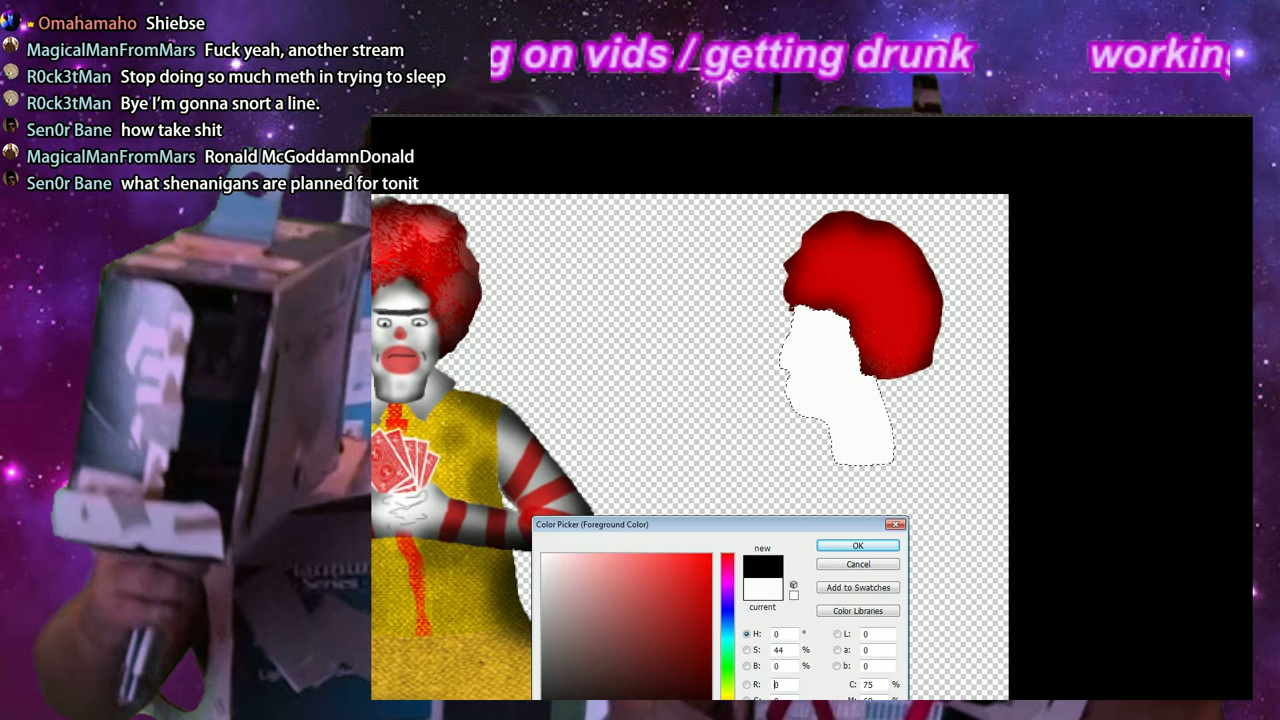 Omahamaho Shiebse
MagicalManFromMars Fuck yeah, another stream
R0ck3tMan Stop doing so much meth in trying to sleep
R0ck3tMan Bye I'm gonna snort a line.
Sen0r Bane how take shit
MagicalManFromMars Ronald McGoddamnDonald
Sen0r Bane what shenanigans are planned for tonit
g on vids / getting drunk workin
Color Picker (Foreground Color)
new
current
OK
Cancel
Add to Swatches
Color Libraries
H: 0 ° L: 0
S: 44 % a: 0
B: 0 % b: 0
R: 0 C: 75 %